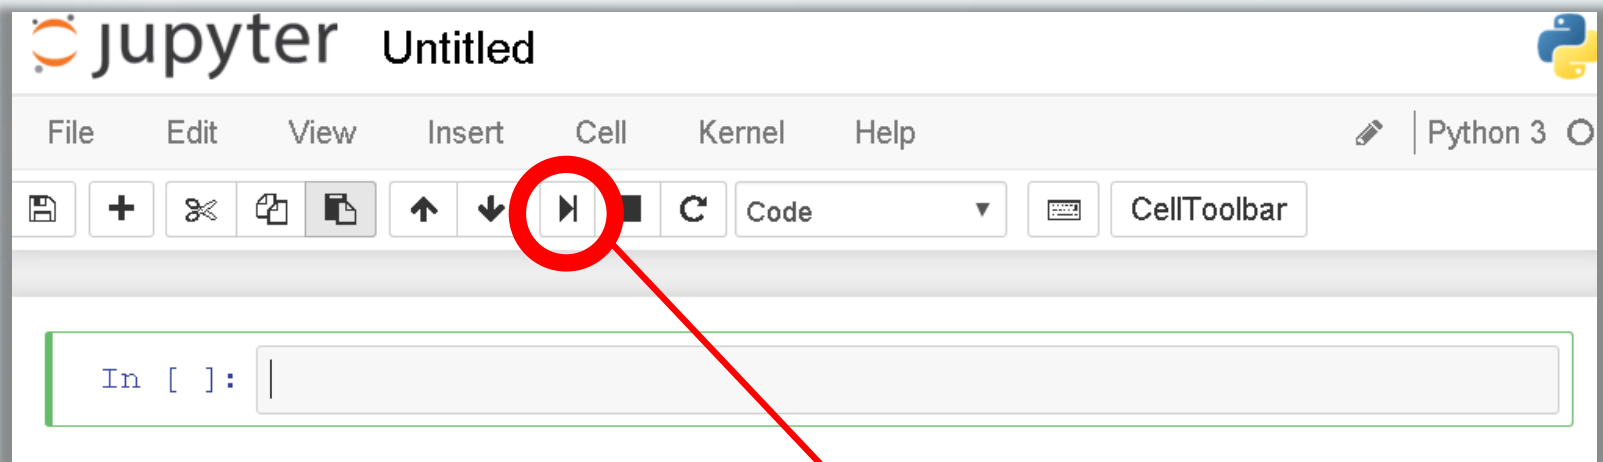 jupyter Untitled
File Edit View Insert Cell Kernel Help Python 3
Code CellToolbar
In [ ]: